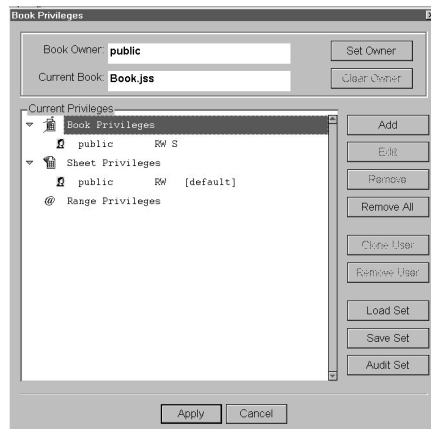 Book Privileges
Book Owner: public
Set Owner
Current Book: Book.jss
Clear Owner
Current Privileges
Book Privileges
public RW S
Sheet Privileges
public RW [default]
@ Range Privileges
Add
Edit
Remove
Remove All
Clone User
Remove User
Load Set
Save Set
Audit Set
Apply Cancel